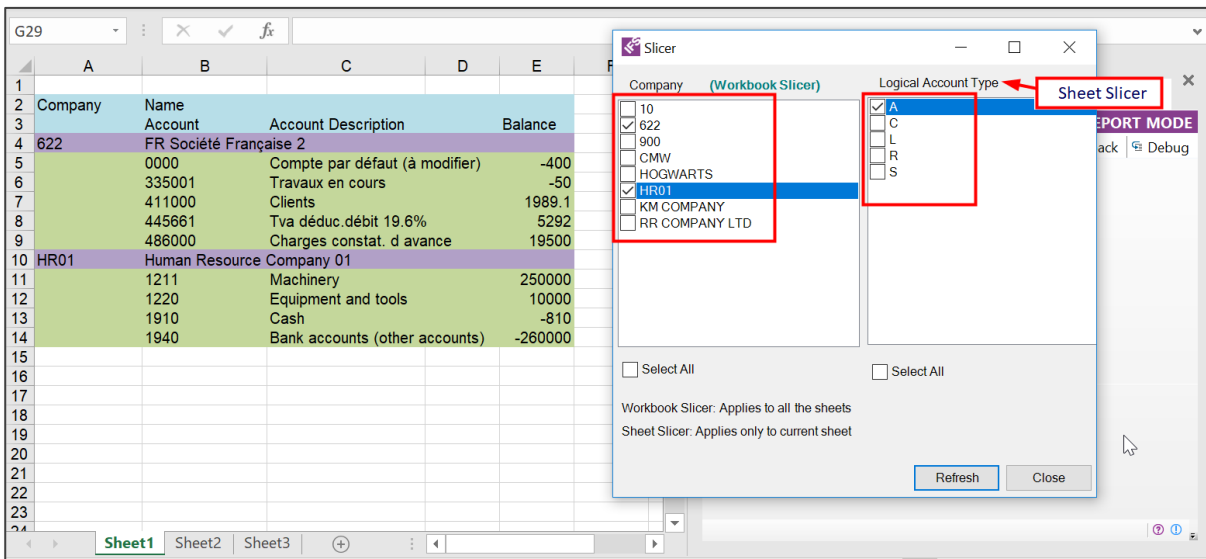 G29
fx
A B C D E F
1
2 Company Name
3 Account Account Description Balance
4 622 FR Société Française 2
5 0000 Compte par défaut (à modifier) -400
6 335001 Travaux en cours -50
7 411000 Clients 1989.1
8 445661 Tva déduc.débit 19.6% 5292
9 486000 Charges constat. d avance 19500
10 HR01 Human Resource Company 01
11 1211 Machinery 250000
12 1220 Equipment and tools 10000
13 1910 Cash -810
14 1940 Bank accounts (other accounts) -260000
15
16
17
18
19
20
21
22
23
24
Sheet1 Sheet2 Sheet3
Slicer
Company (Workbook Slicer)
10
622
900
CMW
HOGWARTS
HR01
KM COMPANY
RR COMPANY LTD
Select All
Logical Account Type
Sheet Slicer
A
C
L
R
S
Select All
Workbook Slicer: Applies to all the sheets
Sheet Slicer: Applies only to current sheet
Refresh Close
EPORT MODE
ack Debug